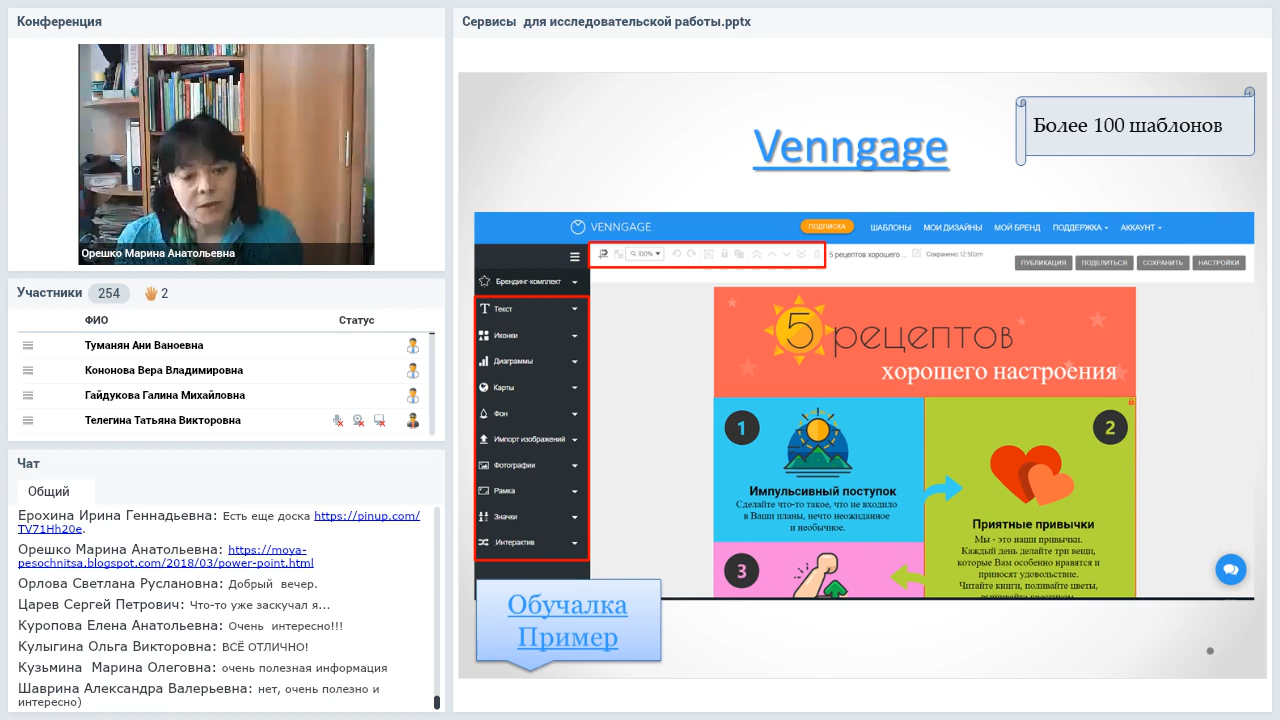 Конференция
Орешко Марина Анатольевна
Участники 254 2
ФИО Статус
Туманян Ани Ваноевна
Кононова Вера Владимировна
Гайдукова Галина Михайловна
Телегина Татьяна Викторовна
Чат
Общий
Ерохина Ирине Геннадьевна: Есть еще доска https://pinup.com/
TV71Hh20e.
Орешко Марина Анатольевна: https://moya-
pesochnitsa.blogspot.com/2018/03/power-point.html
Орлова Светлана Руслановна: Добрый вечер.
Царев Сергей Петрович: Что-то уже заскучал я...
Куропова Елена Анатольевна: Очень интересно!!!
Кулыгина Ольга Викторовна: ВСЁ ОТЛИЧНО!
Кузьмина Марина Олеговна: очень полезная информация
Шаврина Александра Валерьевна: нет, очень полезно и
интересно)
Сервисы для исследовательской работы.pptx
Venngage
Более 100 шаблонов
VENNGAGE
ПОДПИСКА ШАБЛОНЫ МОИ ДИЗАЙНЫ МОЙ БРЕНД ПОДДЕРЖКА АККАУНТ
100% 5 рецептов хорошего ... Сохранено: 12:50am
ПУБЛИКАЦИЯ ПОДЕЛИТЬСЯ СОХРАНИТЬ НАСТРОЙКИ
Брендинг-комплект
Текст
Иконки
Диаграммы
Карты
Фон
Импорт изображений
Фотографии
Рамка
Значки
Интерактив
5 рецептов
хорошего настроения
1
Импульсивный поступок
Сделайте что-то такое, что не входило
в Ваши планы, нечто неожиданное
и необычное.
2
Приятные привычки
Мы - это наши привычки.
Каждый день делайте три вещи,
которые Вам особенно нравятся и
приносят удовольствие.
Читайте книги, поливайте цветы,
3
Обучалка
Пример